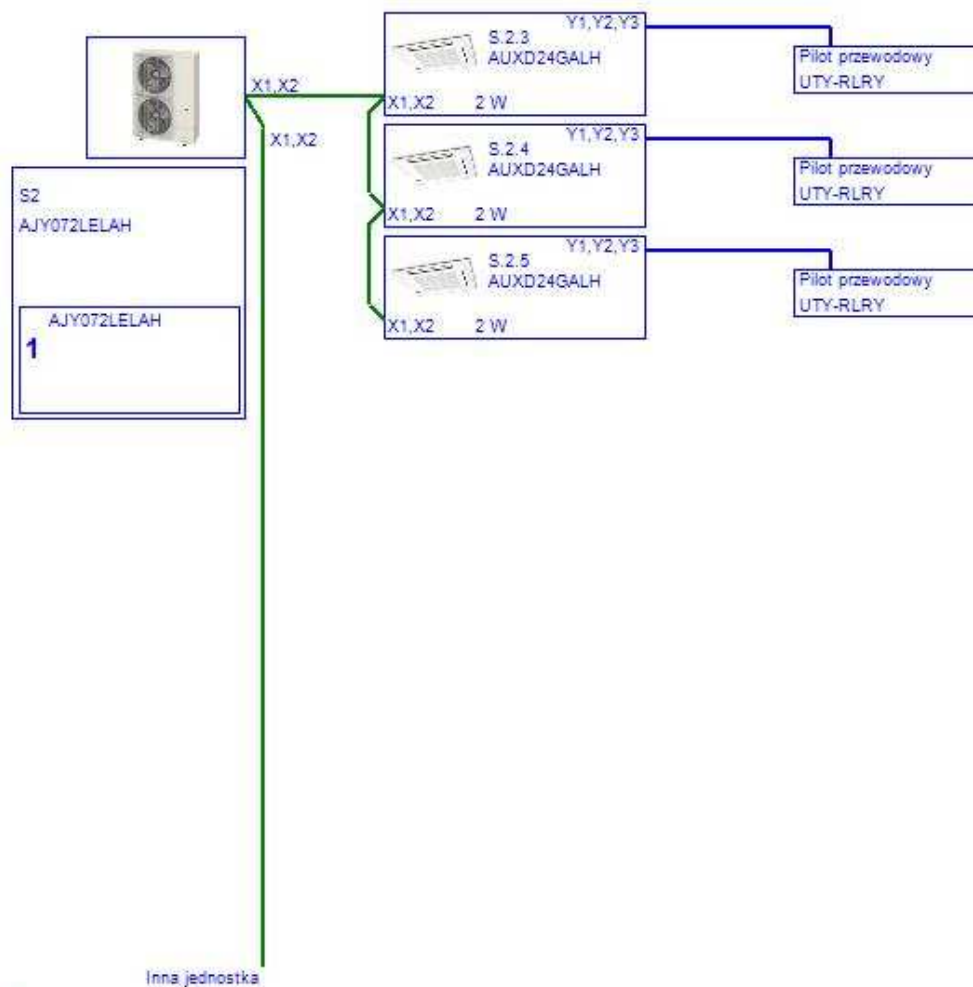 X1,X2
X1,X2
S2
AJY072LELAH
AJY072LELAH
1
Y1,Y2,Y3
S.2.3
AUXD24GALH
X1,X2 2 W
Pilot przewodowy
UTY-RLRY
Y1,Y2,Y3
S.2.4
AUXD24GALH
X1,X2 2 W
Pilot przewodowy
UTY-RLRY
Y1,Y2,Y3
S.2.5
AUXD24GALH
X1,X2 2 W
Pilot przewodowy
UTY-RLRY
Inna jednostka